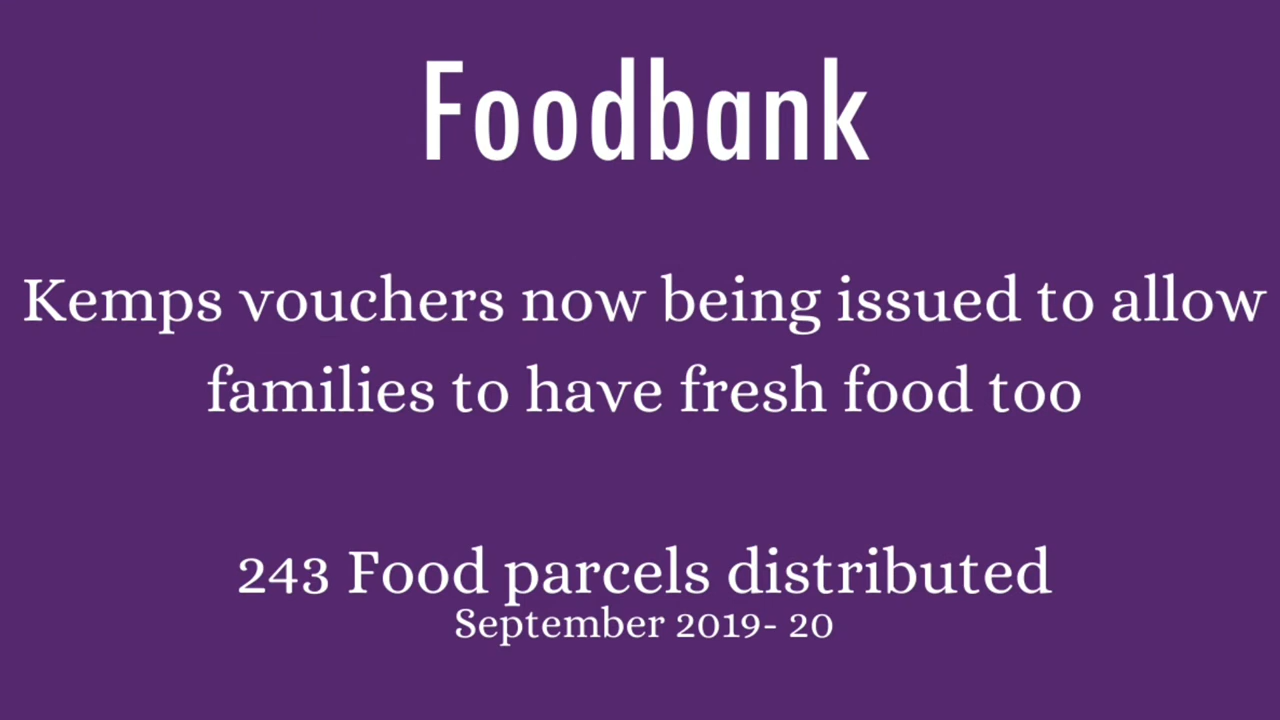 Foodbank
Kemps vouchers now being issued to allow
families to have fresh food too
243 Food parcels distributed
September 2019- 20